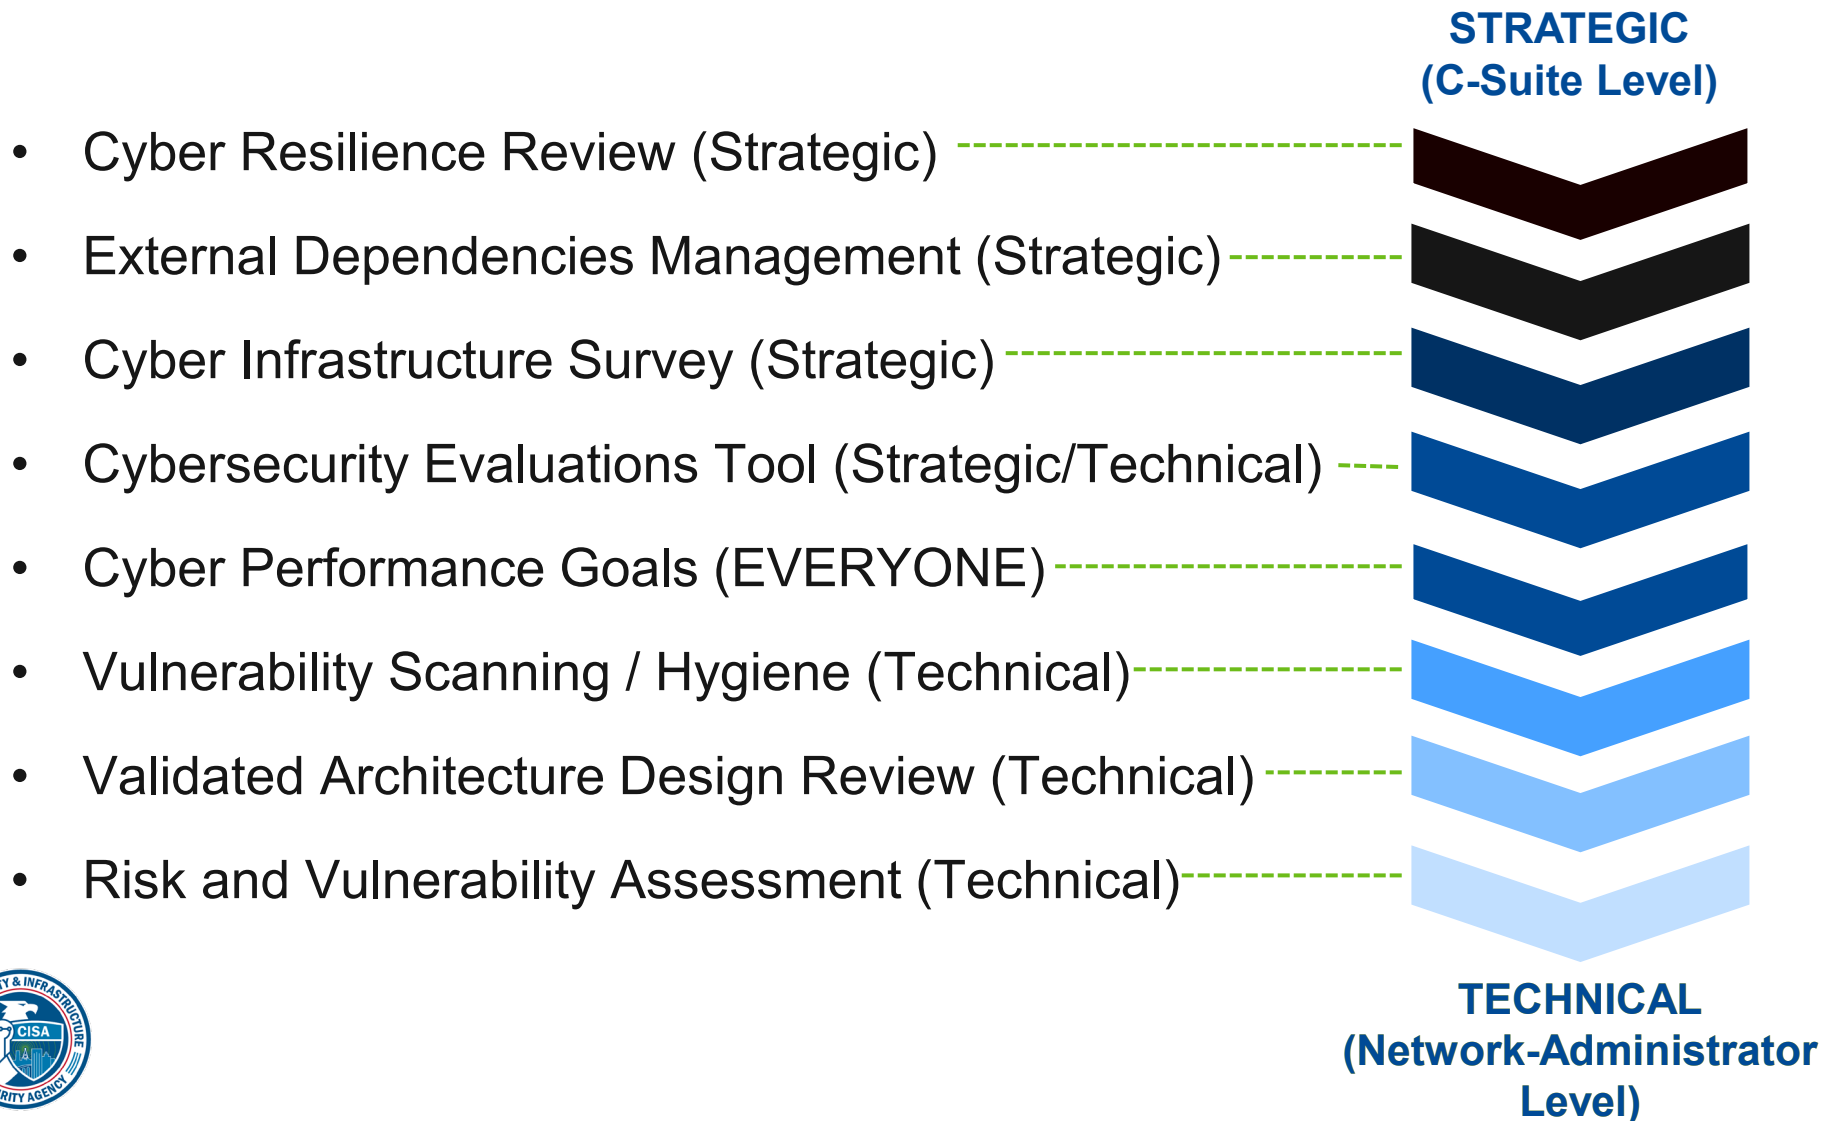 STRATEGIC
(C-Suite Level)
• Cyber Resilience Review (Strategic)
• External Dependencies Management (Strategic)
• Cyber Infrastructure Survey (Strategic)
• Cybersecurity Evaluations Tool (Strategic/Technical)
• Cyber Performance Goals (EVERYONE)
• Vulnerability Scanning / Hygiene (Technical)
• Validated Architecture Design Review (Technical)
• Risk and Vulnerability Assessment (Technical)
TECHNICAL
(Network-Administrator
Level)
& INFRASTRUCTURE
CISA
AGENCY